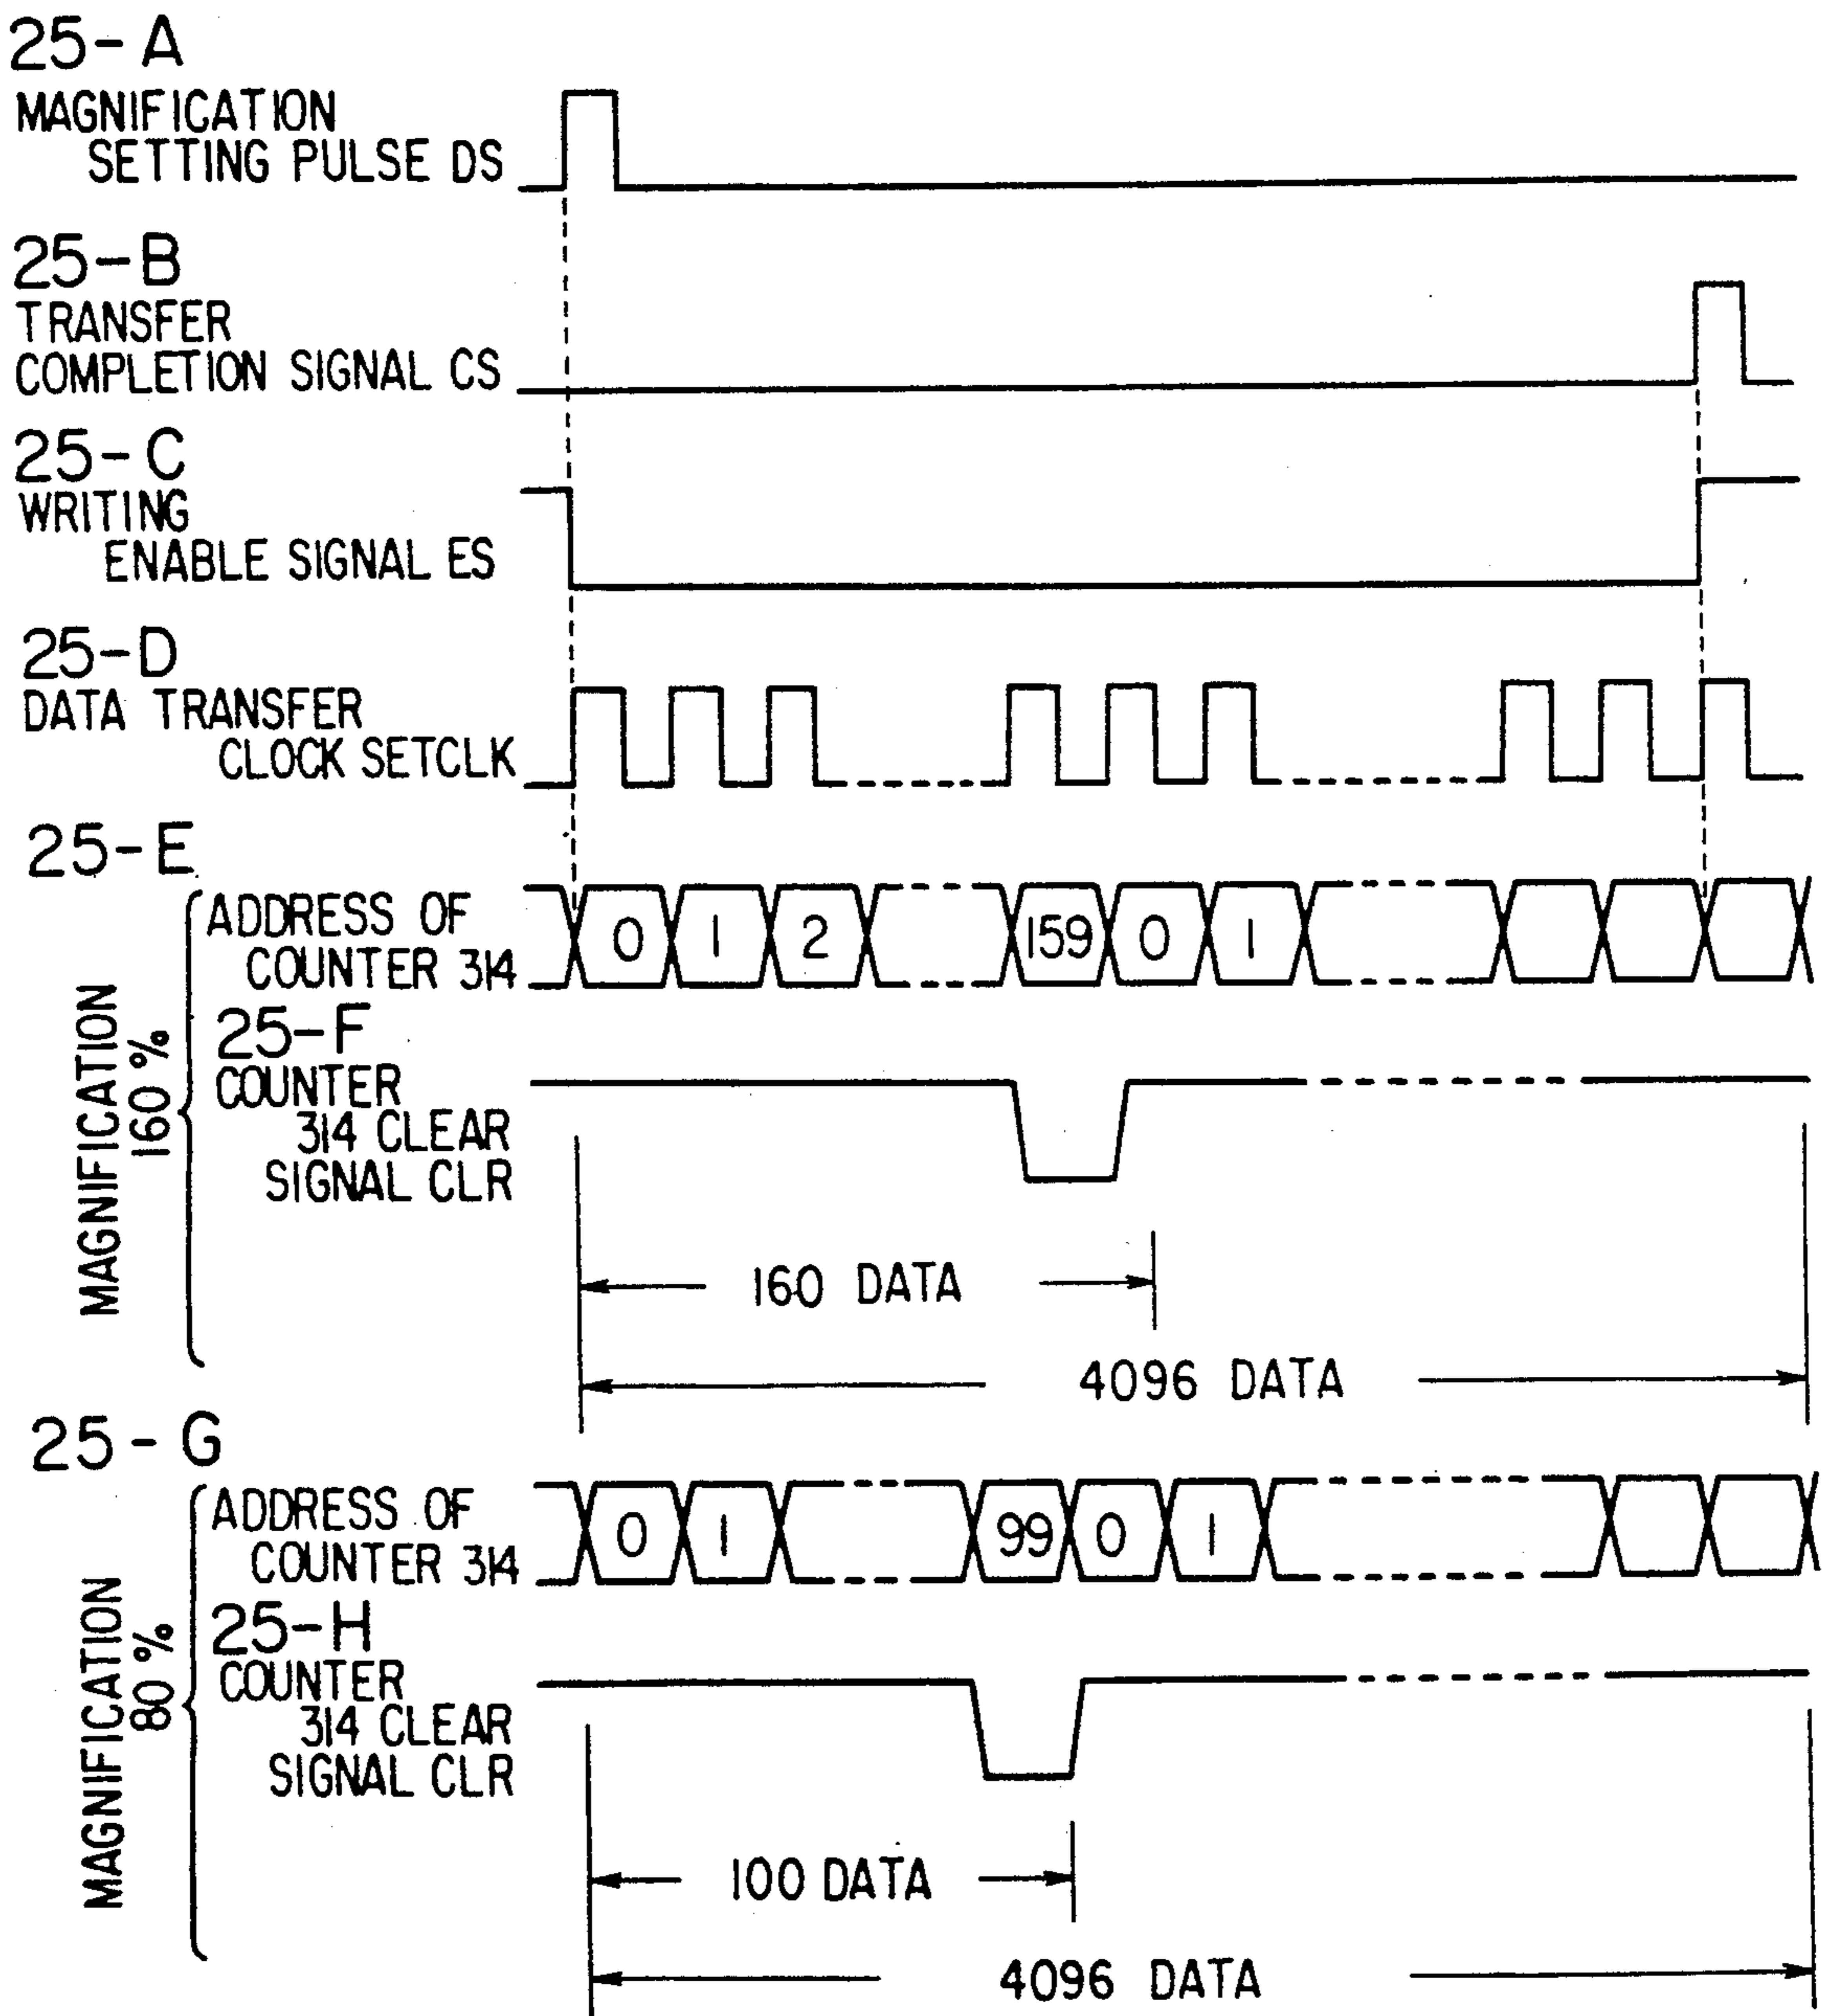 25-A
MAGNIFICATION
SETTING PULSE DS
25-B
TRANSFER
COMPLETION SIGNAL CS
25-C
WRITING
ENABLE SIGNAL ES
25-D
DATA TRANSFER
CLOCK SETCLK
25-E
MAGNIFICATION
160 %
ADDRESS OF
COUNTER 314
0 1 2 159 0 1
25-F
COUNTER
314 CLEAR
SIGNAL CLR
160 DATA
4096 DATA
25-G
MAGNIFICATION
80 %
ADDRESS OF
COUNTER 314
0 1 99 0 1
25-H
COUNTER
314 CLEAR
SIGNAL CLR
100 DATA
4096 DATA